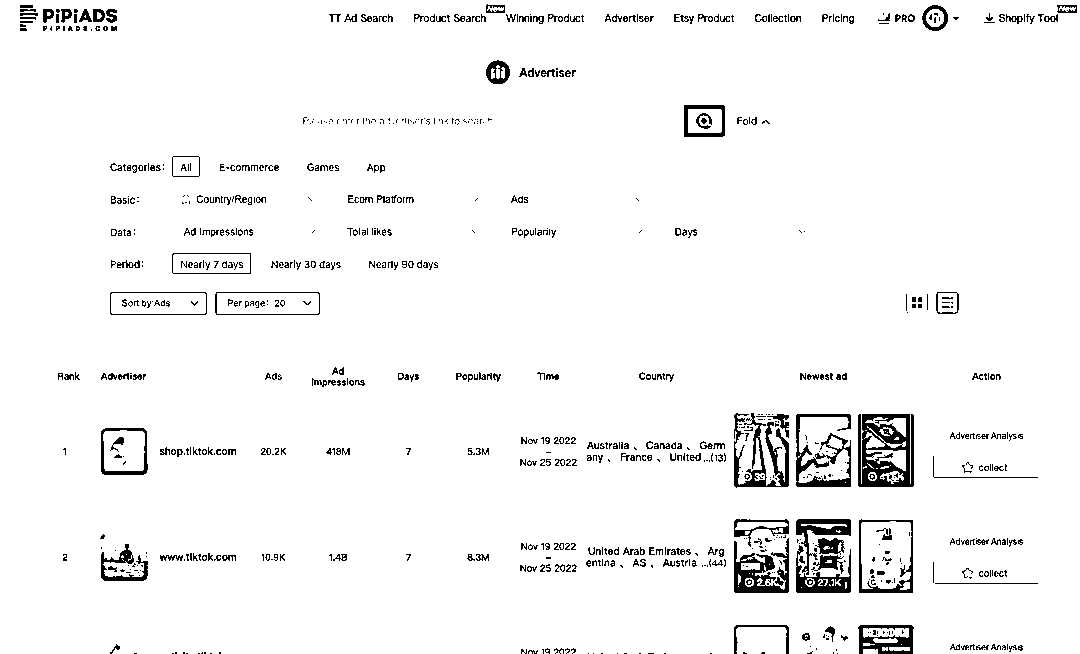 PiPiADS
PIPIADS.COM
TT Ad Search Product Search New Winning Product Advertiser Etsy Product Collection Pricing PRO Shopify Tool New
Advertiser
Please enter the advertiser's link to search Fold
Categories: All E-commerce Games App
Basic: Country/Region Ecom Platform Ads
Data: Ad Impressions Total likes Popularity Days
Period: Nearly 7 days Nearly 30 days Nearly 90 days
Sort by Ads Per page: 20
Rank Advertiser Ads Ad Impressions Days Popularity Time Country Newest ad Action
1 shop.tiktok.com 20.2K 418M 7 5.3M Nov 19 2022 – Nov 25 2022 Australia 、 Canada 、 Germany 、 France 、 United ...(13) Advertiser Analysis
collect
2 www.tiktok.com 10.9K 1.4B 7 8.3M Nov 19 2022 – Nov 25 2022 United Arab Emirates 、 Argentina 、 AS 、 Austria ...(44) 2.6K 27.1K Advertiser Analysis
collect
Nov 19 2022 Advertiser Analysis